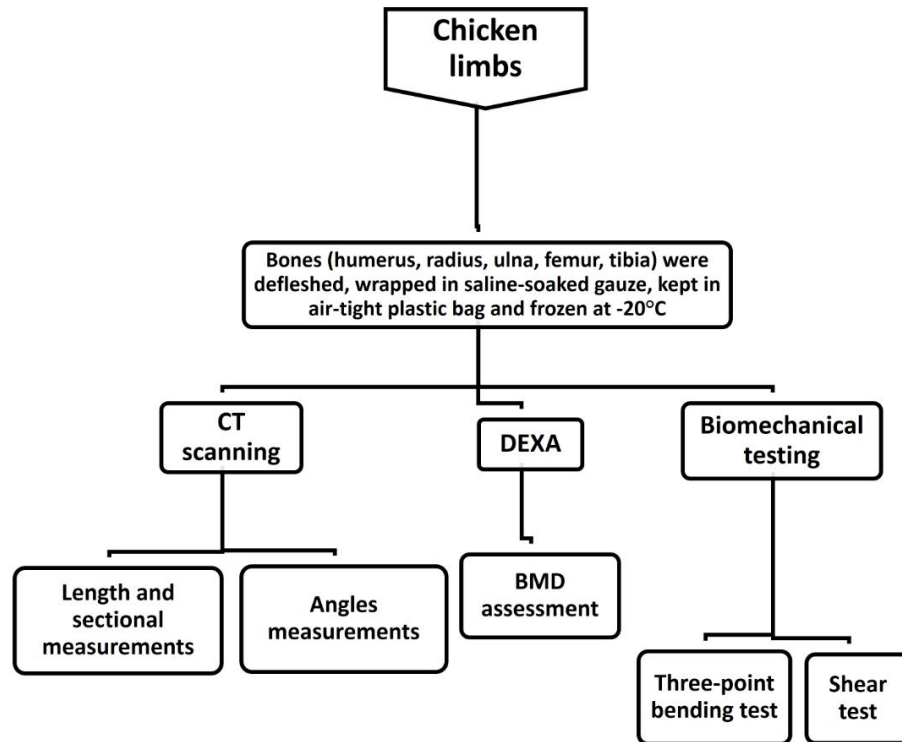 Chicken
limbs
Bones (humerus, radius, ulna, femur, tibia) were
defleshed, wrapped in saline-soaked gauze, kept in
air-tight plastic bag and frozen at -20°C
CT
scanning
DEXA
Biomechanical
testing
Length and
sectional
measurements
Angles
measurements
BMD
assessment
Three-point
bending test
Shear
test